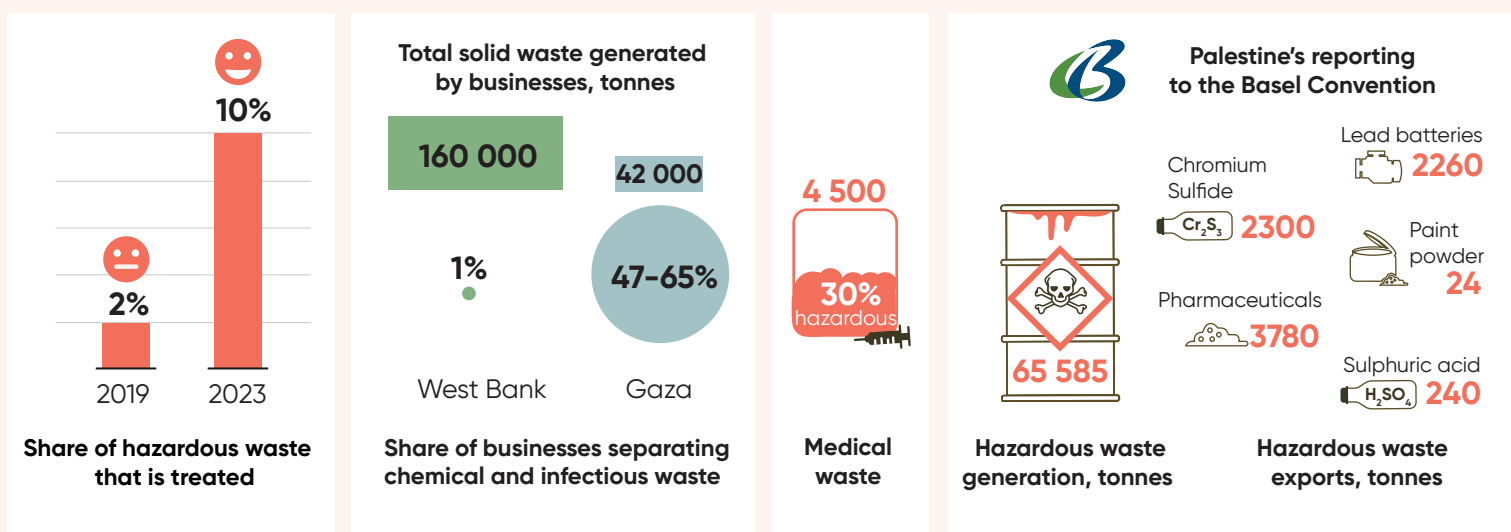 10%
2%
2019
2023
Share of hazardous waste
that is treated
Total solid waste generated
by businesses, tonnes
160 000
42 000
1%
47–65%
West Bank
Gaza
Share of businesses separating
chemical and infectious waste
4 500
30%
hazardous
Medical
waste
Palestine’s reporting
to the Basel Convention
65 585
Hazardous waste
generation, tonnes
Chromium
Sulfide
Cr₂S₃
2300
Lead batteries
2260
Paint
powder
24
Pharmaceuticals
3780
Sulphuric acid
H₂SO₄
240
Hazardous waste
exports, tonnes